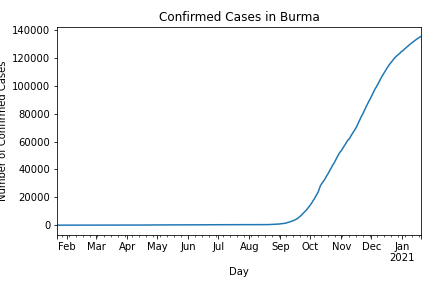 Confirmed Cases in Burma
140000
120000
100000
80000
60000
40000
20000
0
Number of Confirmed Cases
Feb Mar Apr May Jun Jul Aug Sep Oct Nov Dec Jan
2021
Day